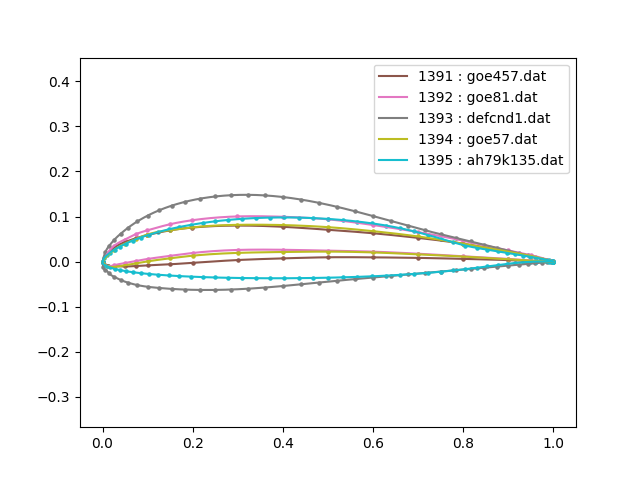 1391 : goe457.dat
1392 : goe81.dat
1393 : defcnd1.dat
1394 : goe57.dat
1395 : ah79k135.dat
0.4
0.3
0.2
0.1
0.0
−0.1
−0.2
−0.3
0.0 0.2 0.4 0.6 0.8 1.0